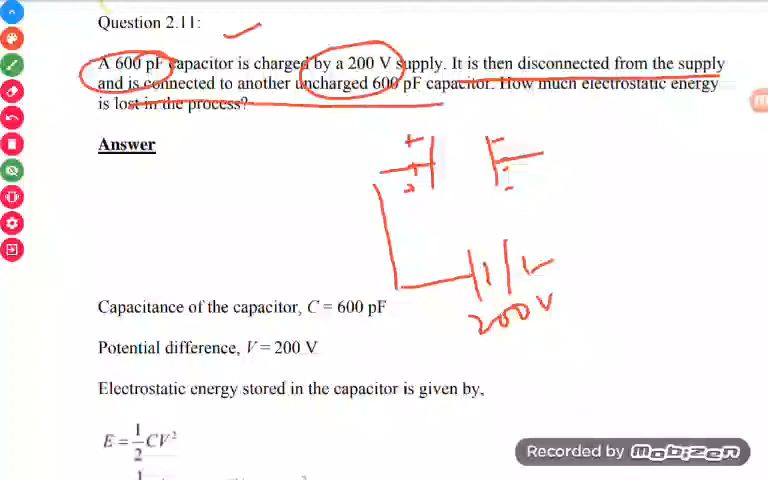 Question 2.11:
A 600 pF capacitor is charged by a 200 V supply. It is then disconnected from the supply
and is connected to another uncharged 600 pF capacitor. How much electrostatic energy
is lost in the process?
Answer
200V
Capacitance of the capacitor, C = 600 pF
Potential difference, V = 200 V
Electrostatic energy stored in the capacitor is given by,
E = 1/2 CV²
1
Recorded by mobizen